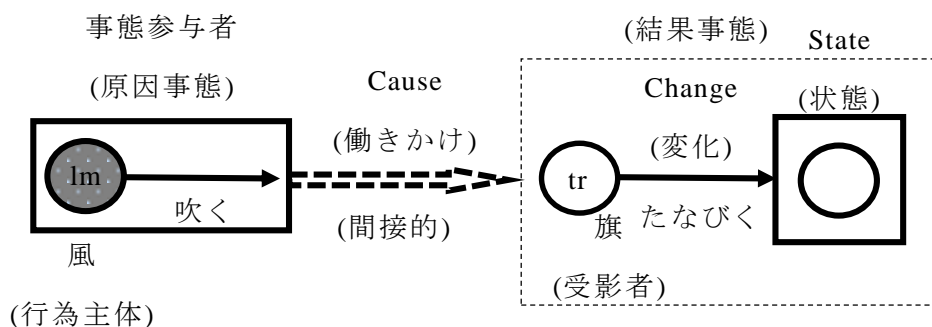 事態参与者
(原因事態)
lm
吹く
風
(行為主体)
Cause
(働きかけ)
(間接的)
(結果事態)
State
Change
(状態)
(変化)
tr
旗
たなびく
(受影者)